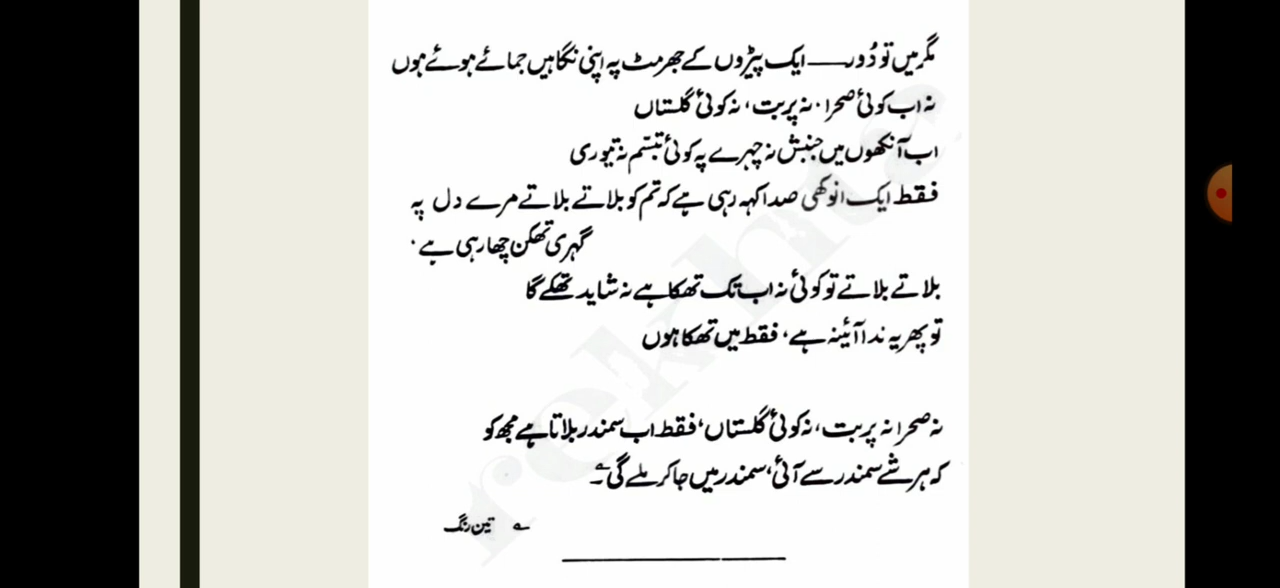 مگر میں تو دُور — ایک پیڑوں کے جھرمٹ پہ اپنی نگاہیں جمائے ہوئے ہوں
نہ اب کوئی صحرا، نہ پربت، نہ کوئی گلستاں
اب آنکھوں میں جنبش نہ چہرے پہ کوئی تبسّم نہ تیوری
فقط ایک انوکھی صدا کہہ رہی ہے کہ تم کو بلاتے بلاتے مرے دل پہ
گہری تھکن چھا رہی ہے۔
بلاتے بلاتے تو کوئی نہ اب تک تھکا ہے نہ شاید تھکے گا
تو پھر یہ ندا آئینہ ہے، فقط میں تھکا ہوں
نہ صحرا نہ پربت، نہ کوئی گلستاں، فقط اب سمندر بلاتا ہے مجھ کو
کہ ہر شے سمندر سے آئی، سمندر میں جا کر ملے گی۔ ؎
؎ تین رنگ
rekhta